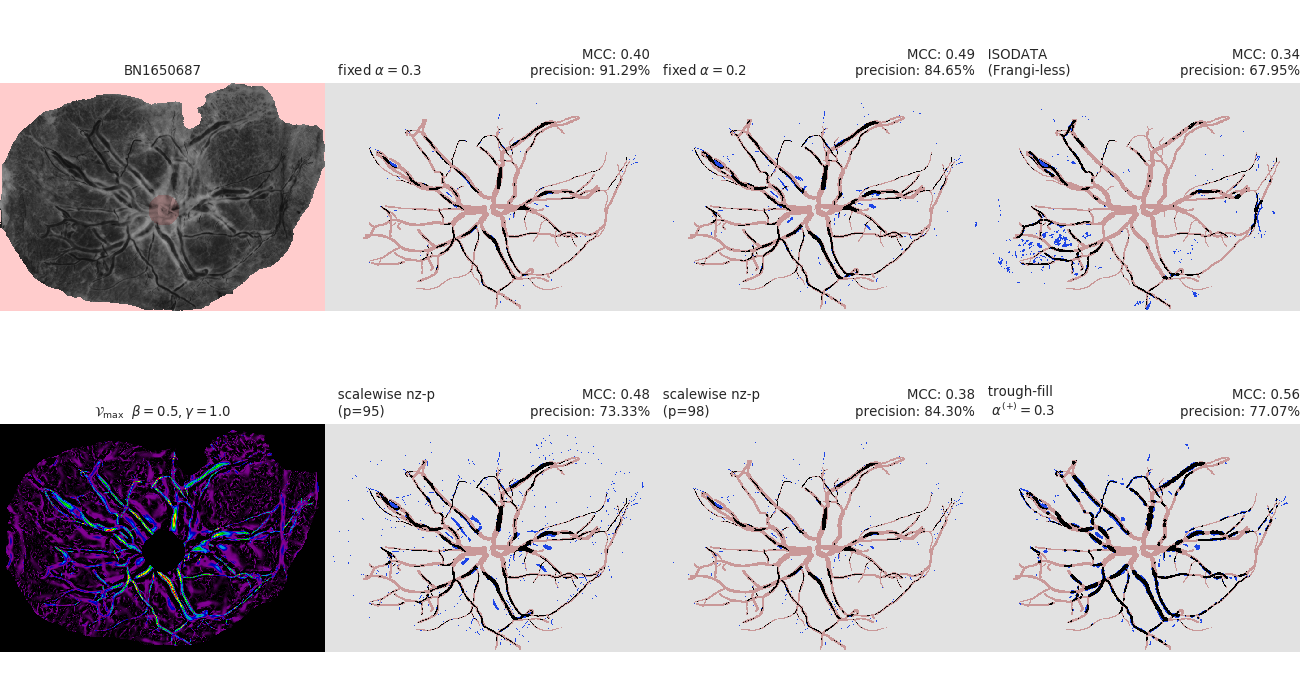 BN1650687
fixed α = 0.3
MCC: 0.40
precision: 91.29%
fixed α = 0.2
MCC: 0.49
precision: 84.65%
ISODATA
(Frangi-less)
MCC: 0.34
precision: 67.95%
𝒱max β = 0.5, γ = 1.0
scalewise nz-p
(p=95)
MCC: 0.48
precision: 73.33%
scalewise nz-p
(p=98)
MCC: 0.38
precision: 84.30%
trough-fill
α(+) = 0.3
MCC: 0.56
precision: 77.07%